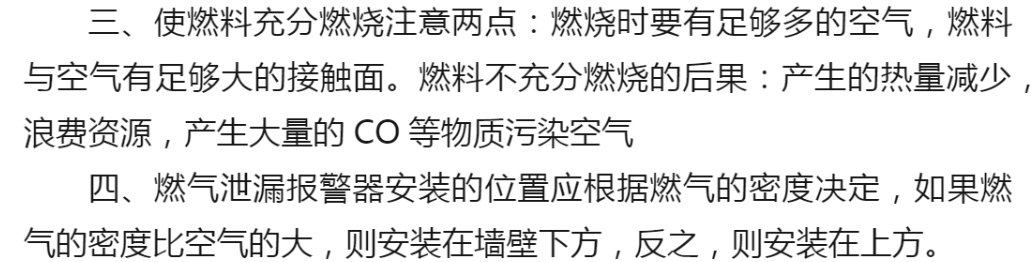 三、使燃料充分燃烧注意两点：燃烧时要有足够多的空气，燃料
与空气有足够大的接触面。燃料不充分燃烧的后果：产生的热量减少，
浪费资源，产生大量的 CO 等物质污染空气
四、燃气泄漏报警器安装的位置应根据燃气的密度决定，如果燃
气的密度比空气的大，则安装在墙壁下方，反之，则安装在上方。